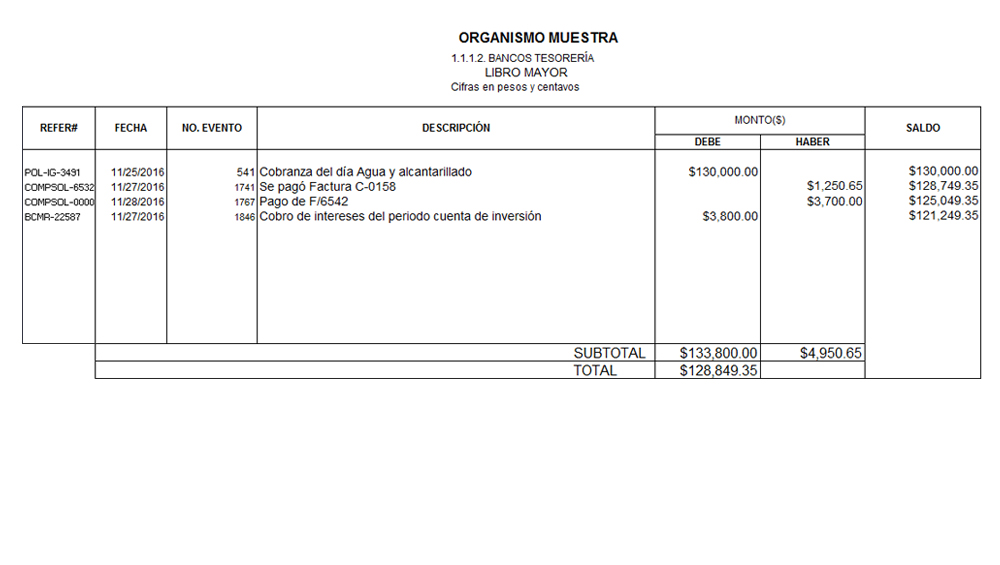 ORGANISMO MUESTRA
1.1.1.2. BANCOS TESORERÍA
LIBRO MAYOR
Cifras en pesos y centavos
REFER# FECHA NO. EVENTO DESCRIPCIÓN MONTO($) SALDO
DEBE HABER
POL-IG-3491 11/25/2016 541 Cobranza del día Agua y alcantarillado $130,000.00 $130,000.00
COMPSOL-6532 11/27/2016 1741 Se pagó Factura C-0158 $1,250.65 $128,749.35
COMPSOL-0000 11/28/2016 1767 Pago de F/6542 $3,700.00 $125,049.35
BCMR-22587 11/27/2016 1846 Cobro de intereses del periodo cuenta de inversión $3,800.00 $121,249.35
SUBTOTAL $133,800.00 $4,950.65
TOTAL $128,849.35